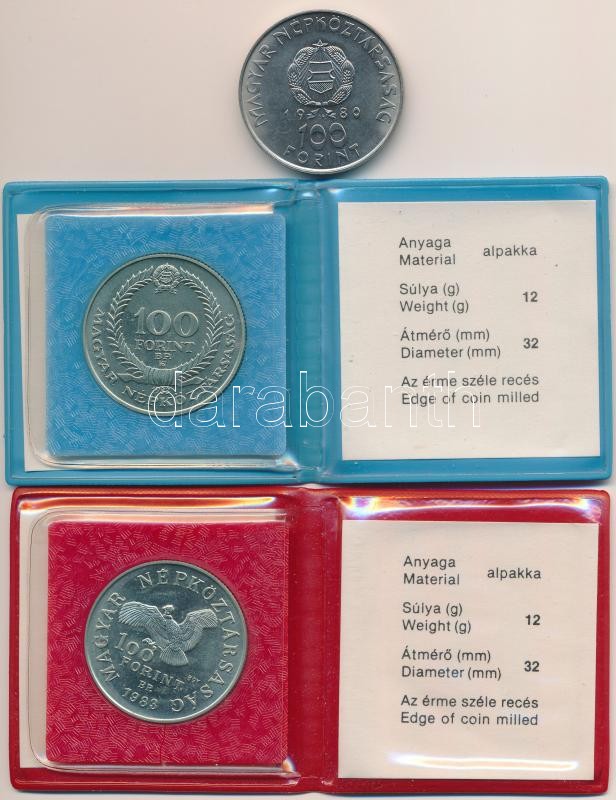 MAGYAR NÉPKÖZTÁRSASÁG
1980
100
FORINT
Anyaga
Material
alpakka
Súlya (g)
Weight (g)
12
Átmérő (mm)
Diameter (mm)
32
Az érme széle recés
Edge of coin milled
100
FORINT
BP.
MAGYAR NÉPKÖZTÁRSASÁG
darabanth
Anyaga
Material
alpakka
Súlya (g)
Weight (g)
12
Átmérő (mm)
Diameter (mm)
32
Az érme széle recés
Edge of coin milled
MAGYAR NÉPKÖZTÁRSASÁG
100
FORINT
BP.
1983